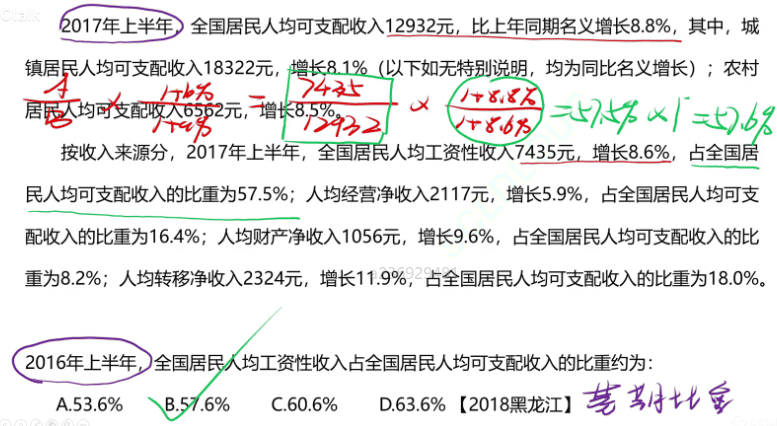 Ctalk
2017年上半年，全国居民人均可支配收入12932元，比上年同期名义增长8.8%，其中，城
镇居民人均可支配收入18322元，增长8.1%（以下如无特别说明，均为同比名义增长）；农村
居民人均可支配收入6562元，增长8.5%。
A/B × 1+b%/1+a% = 7435/12932 × 1+8.8%/1+8.6% =57.5%×1⁺=57.6%
按收入来源分，2017年上半年，全国居民人均工资性收入7435元，增长8.6%，占全国居
民人均可支配收入的比重为57.5%；人均经营净收入2117元，增长5.9%，占全国居民人均可支
配收入的比重为16.4%；人均财产净收入1056元，增长9.6%，占全国居民人均可支配收入的比
重为8.2%；人均转移净收入2324元，增长11.9%，占全国居民人均可支配收入的比重为18.0%。
2016年上半年，全国居民人均工资性收入占全国居民人均可支配收入的比重约为：
A.53.6% B.57.6% C.60.6% D.63.6% 【2018黑龙江】 基期比重